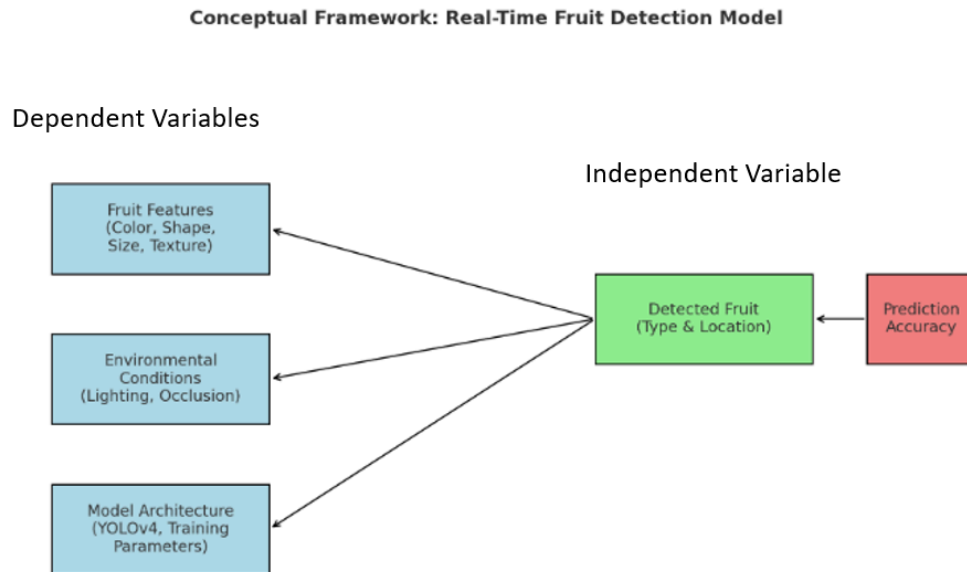 Conceptual Framework: Real-Time Fruit Detection Model
Dependent Variables
Independent Variable
Fruit Features
(Color, Shape,
Size, Texture)
Environmental
Conditions
(Lighting, Occlusion)
Model Architecture
(YOLOv4, Training
Parameters)
Detected Fruit
(Type & Location)
Prediction
Accuracy